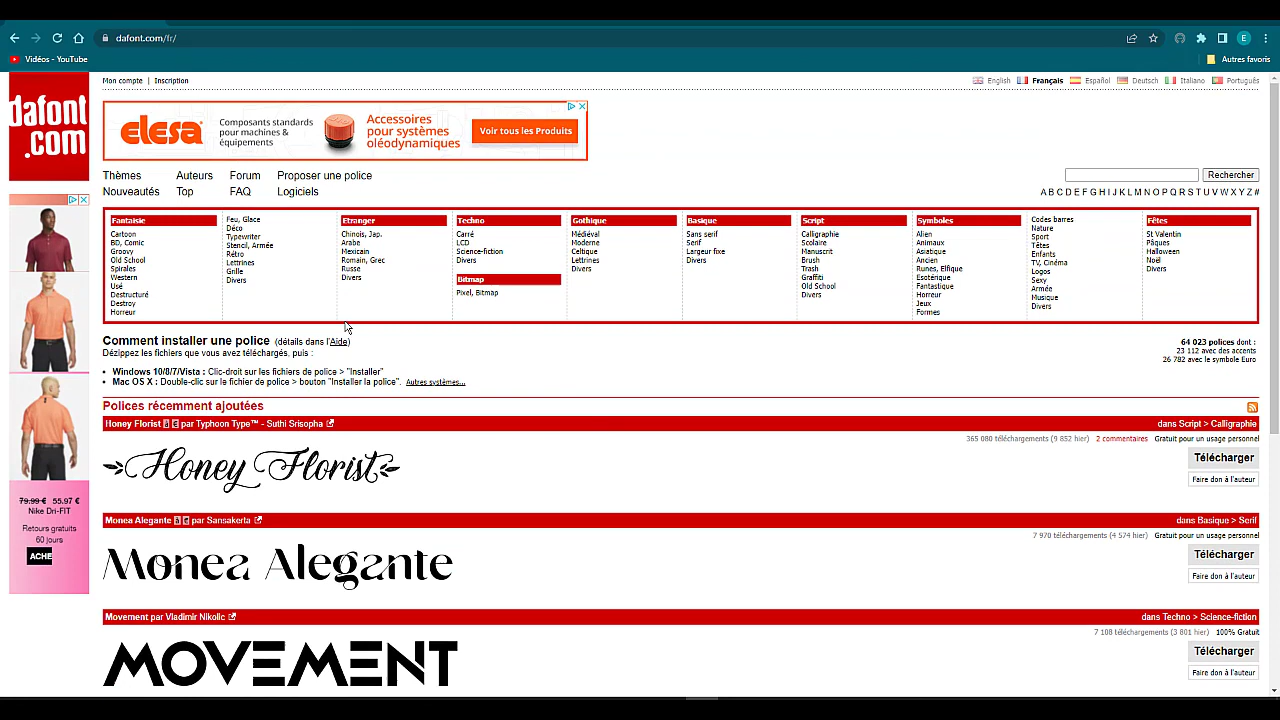 dafont.com/fr/
E
Vidéos - YouTube
Autres favoris
dafont
.com
Mon compte | Inscription
English Français Español Deutsch Italiano Português
elesa
Composants standards
pour machines &
équipements
Accessoires
pour systèmes
oléodynamiques
Voir tous les Produits
Thèmes Auteurs Forum Proposer une police
Nouveautés Top FAQ Logiciels
Rechercher
A B C D E F G H I J K L M N O P Q R S T U V W X Y Z #
Fantaisie
Cartoon
BD, Comic
Groovy
Old School
Spirales
Western
Usé
Destructuré
Destroy
Horreur
Feu, Glace
Déco
Typewriter
Stencil, Armée
Rétro
Lettrines
Grille
Divers
Etranger
Chinois, Jap.
Arabe
Mexicain
Romain, Grec
Russe
Divers
Techno
Carré
LCD
Science-fiction
Divers
Bitmap
Pixel, Bitmap
Gothique
Médiéval
Moderne
Celtique
Lettrines
Divers
Basique
Sans serif
Serif
Largeur fixe
Divers
Script
Calligraphie
Scolaire
Manuscrit
Brush
Trash
Graffiti
Old School
Divers
Symboles
Alien
Animaux
Asiatique
Ancien
Runes, Elfique
Esotérique
Fantastique
Horreur
Jeux
Formes
Codes barres
Nature
Sport
Têtes
Enfants
TV, Cinéma
Logos
Sexy
Armée
Musique
Divers
Fêtes
St Valentin
Pâques
Halloween
Noël
Divers
Comment installer une police (détails dans l'Aide)
Dézippez les fichiers que vous avez téléchargés, puis :
Windows 10/8/7/Vista : Clic-droit sur les fichiers de police > "Installer"
Mac OS X : Double-clic sur le fichier de police > bouton "Installer la police". Autres systèmes...
64 023 polices dont :
23 112 avec des accents
26 782 avec le symbole Euro
Polices récemment ajoutées
Honey Florist à € par Typhoon Type™ - Suthi Srisopha dans Script > Calligraphie
365 080 téléchargements (9 852 hier) 2 commentaires Gratuit pour un usage personnel
Honey Florist
Télécharger
Faire don à l'auteur
Monea Alegante à € par Sansakerta dans Basique > Serif
7 970 téléchargements (4 574 hier) Gratuit pour un usage personnel
Monea Alegante
Télécharger
Faire don à l'auteur
Movement par Vladimir Nikolic dans Techno > Science-fiction
7 108 téléchargements (3 801 hier) 100% Gratuit
MOVEMENT
Télécharger
Faire don à l'auteur
79.99 € 55.97 €
Nike Dri-FIT
Retours gratuits
60 jours
ACHE